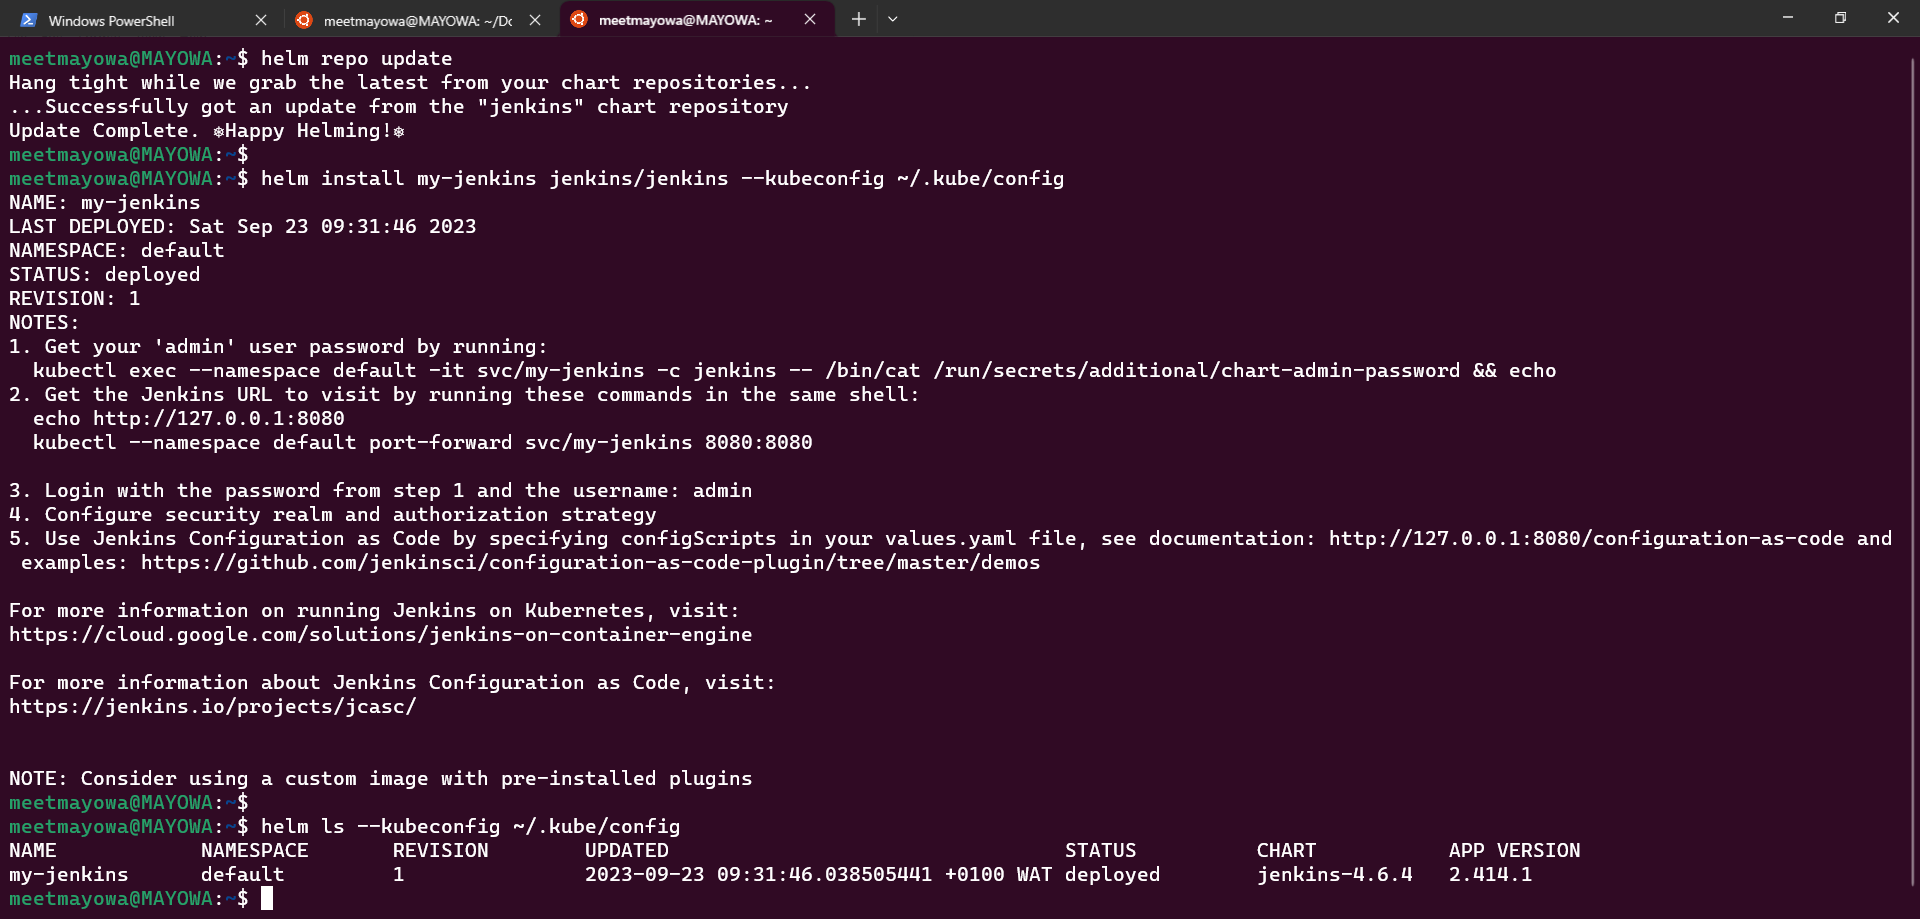 Windows PowerShell
meetmayowa@MAYOWA: ~/Do
meetmayowa@MAYOWA: ~
meetmayowa@MAYOWA:~$ helm repo update
Hang tight while we grab the latest from your chart repositories...
...Successfully got an update from the "jenkins" chart repository
Update Complete. ⎈Happy Helming!⎈
meetmayowa@MAYOWA:~$
meetmayowa@MAYOWA:~$ helm install my-jenkins jenkins/jenkins --kubeconfig ~/.kube/config
NAME: my-jenkins
LAST DEPLOYED: Sat Sep 23 09:31:46 2023
NAMESPACE: default
STATUS: deployed
REVISION: 1
NOTES:
1. Get your 'admin' user password by running:
  kubectl exec --namespace default -it svc/my-jenkins -c jenkins -- /bin/cat /run/secrets/additional/chart-admin-password && echo
2. Get the Jenkins URL to visit by running these commands in the same shell:
  echo http://127.0.0.1:8080
  kubectl --namespace default port-forward svc/my-jenkins 8080:8080
3. Login with the password from step 1 and the username: admin
4. Configure security realm and authorization strategy
5. Use Jenkins Configuration as Code by specifying configScripts in your values.yaml file, see documentation: http://127.0.0.1:8080/configuration-as-code and
 examples: https://github.com/jenkinsci/configuration-as-code-plugin/tree/master/demos
For more information on running Jenkins on Kubernetes, visit:
https://cloud.google.com/solutions/jenkins-on-container-engine
For more information about Jenkins Configuration as Code, visit:
https://jenkins.io/projects/jcasc/
NOTE: Consider using a custom image with pre-installed plugins
meetmayowa@MAYOWA:~$
meetmayowa@MAYOWA:~$ helm ls --kubeconfig ~/.kube/config
NAME            NAMESPACE       REVISION        UPDATED                                 STATUS          CHART           APP VERSION
my-jenkins      default         1               2023-09-23 09:31:46.038505441 +0100 WAT deployed        jenkins-4.6.4   2.414.1
meetmayowa@MAYOWA:~$